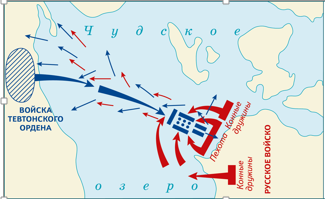 Чудское
ВОЙСКА
ТЕВТОНСКОГО
ОРДЕНА
Конные
дружины
Пехота
РУССКОЕ ВОЙСКО
Конные
дружины
озеро